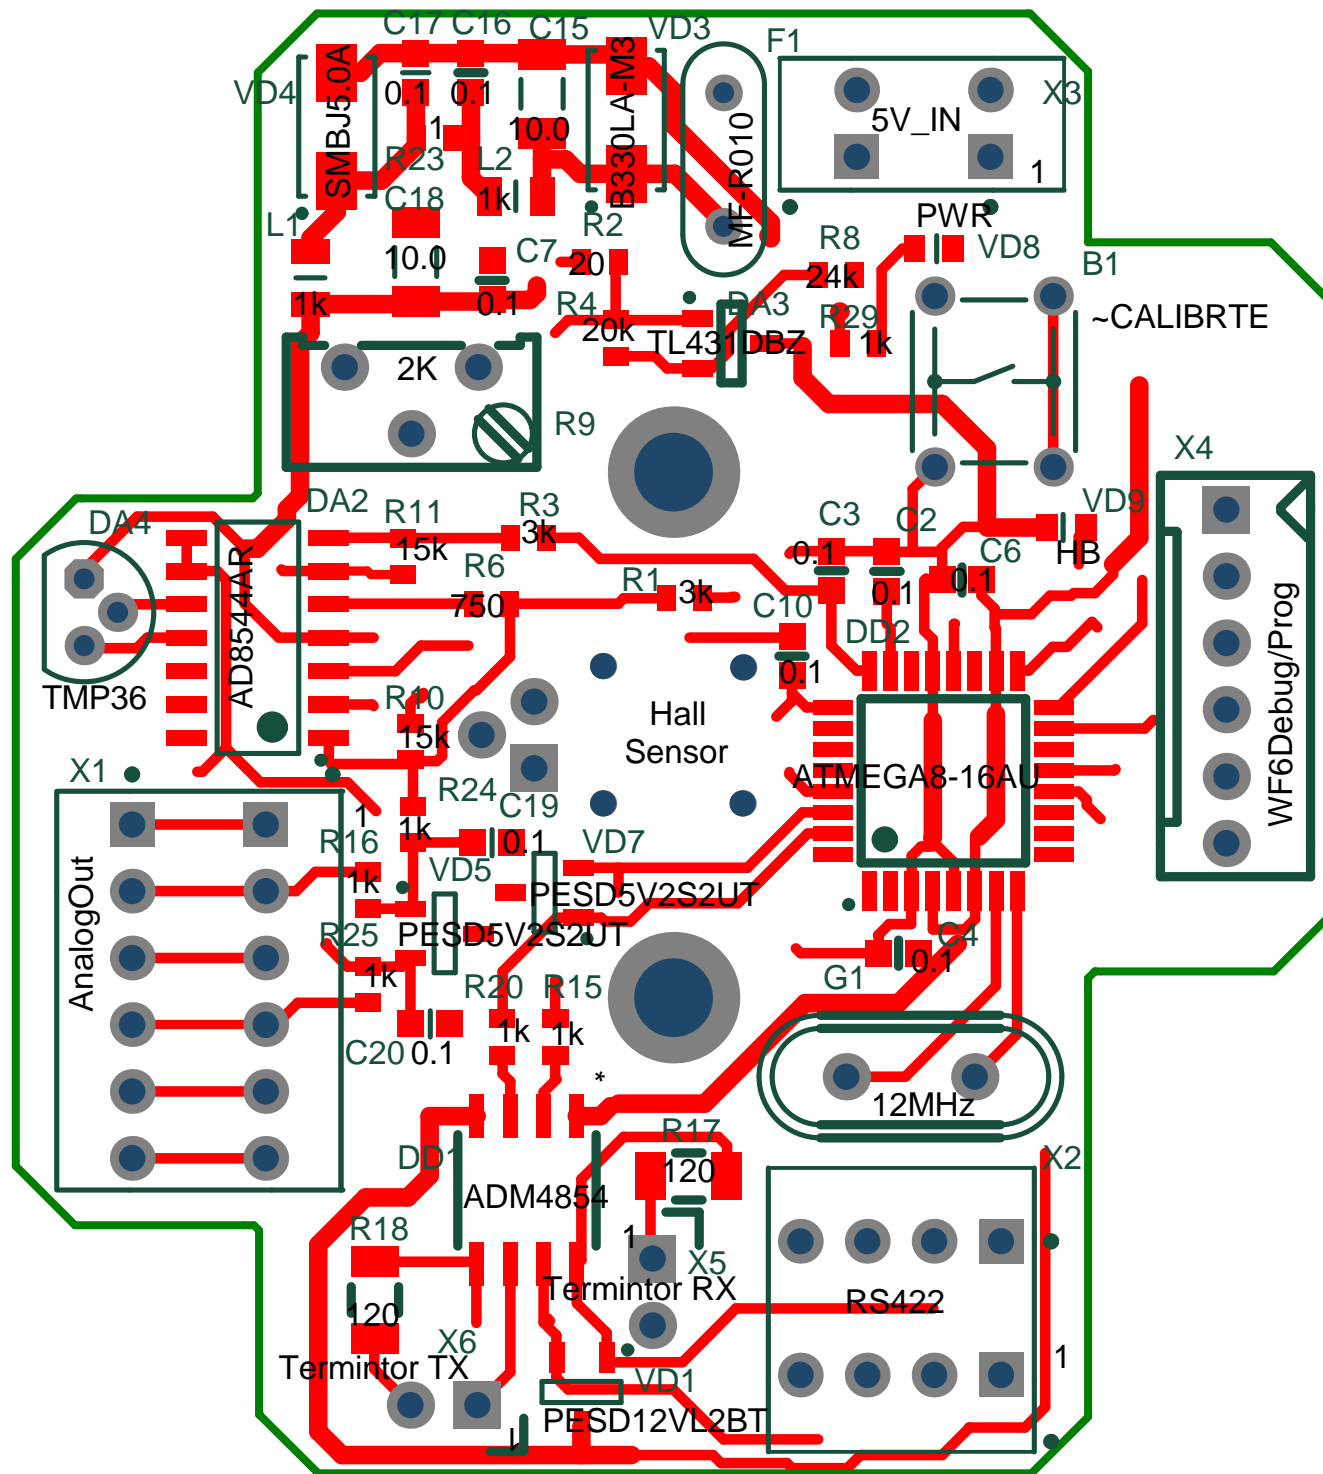 C17
C16
C15
VD3
F1
VD4
SMBJ5.0A
0.1
0.1
10.0
B330LA-M3
X3
5V_IN
1
1
R23
L2
1k
MF-R010
C18
L1
R2
PWR
VD8
10.0
C7
20
R8
24k
B1
1k
0.1
R4
20k
DA3
TL431DBZ
R29
1k
~CALIBRTE
2K
R9
X4
DA4
DA2
R11
15k
R3
3k
C3
C2
VD9
HB
0.1
0.1
C6
0.1
R6
750
R1
3k
C10
DD2
0.1
TMP36
AD8544AR
R10
15k
Hall
Sensor
WF6Debug/Prog
ATMEGA8-16AU
X1
1
R24
C19
1k
0.1
VD7
R16
1k
VD5
PESD5V2S2UT
PESD5V2S2UT
AnalogOut
R25
1k
C4
0.1
G1
R20
R15
1k
1k
C20
0.1
*
12MHz
R17
120
DD1
X2
ADM4854
R18
1
X5
Termintor RX
RS422
120
X6
Termintor TX
1
VD1
PESD12VL2BT
1